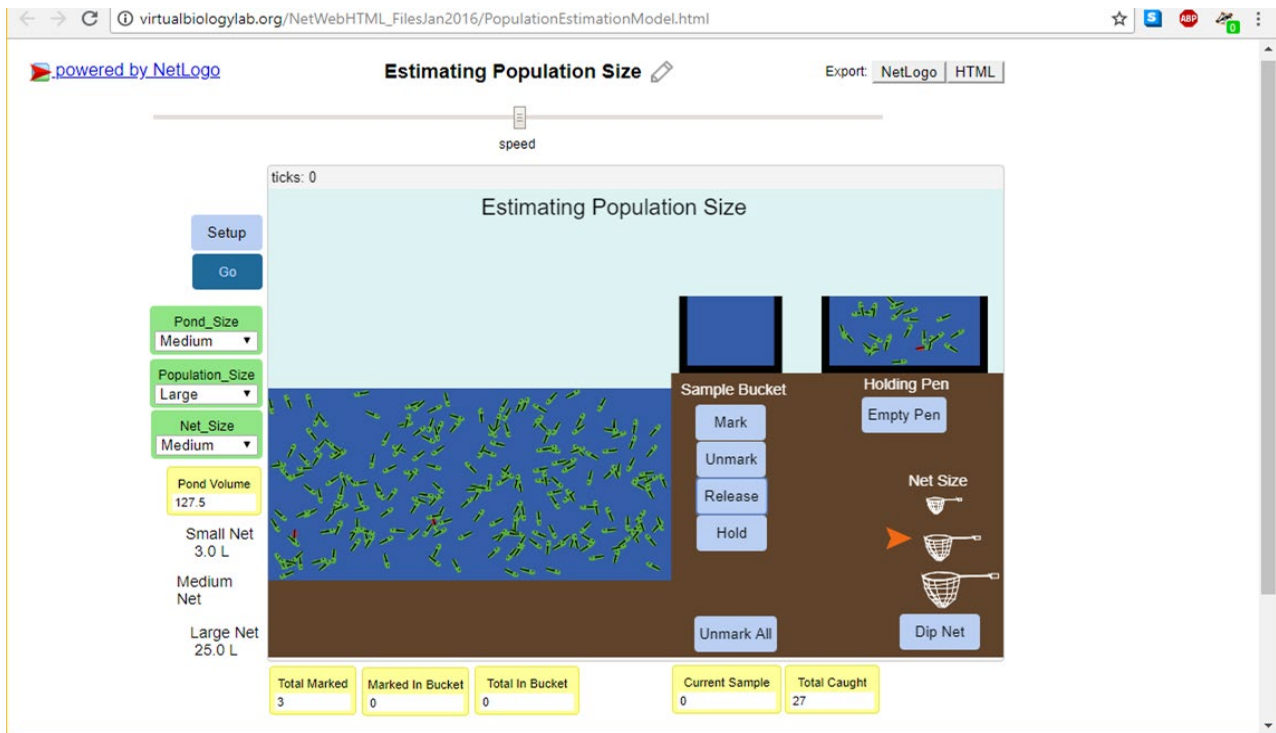 virtualbiologylab.org/NetWebHTML_FilesJan2016/PopulationEstimationModel.html
S
ABP
0
powered by NetLogo
Estimating Population Size
Export: NetLogo HTML
speed
ticks: 0
Estimating Population Size
Setup
Go
Pond_Size
Medium
Population_Size
Large
Net_Size
Medium
Pond Volume
127.5
Small Net
3.0 L
Medium
Net
Large Net
25.0 L
Sample Bucket
Mark
Unmark
Release
Hold
Unmark All
Holding Pen
Empty Pen
Net Size
Dip Net
Total Marked
3
Marked In Bucket
0
Total In Bucket
0
Current Sample
0
Total Caught
27